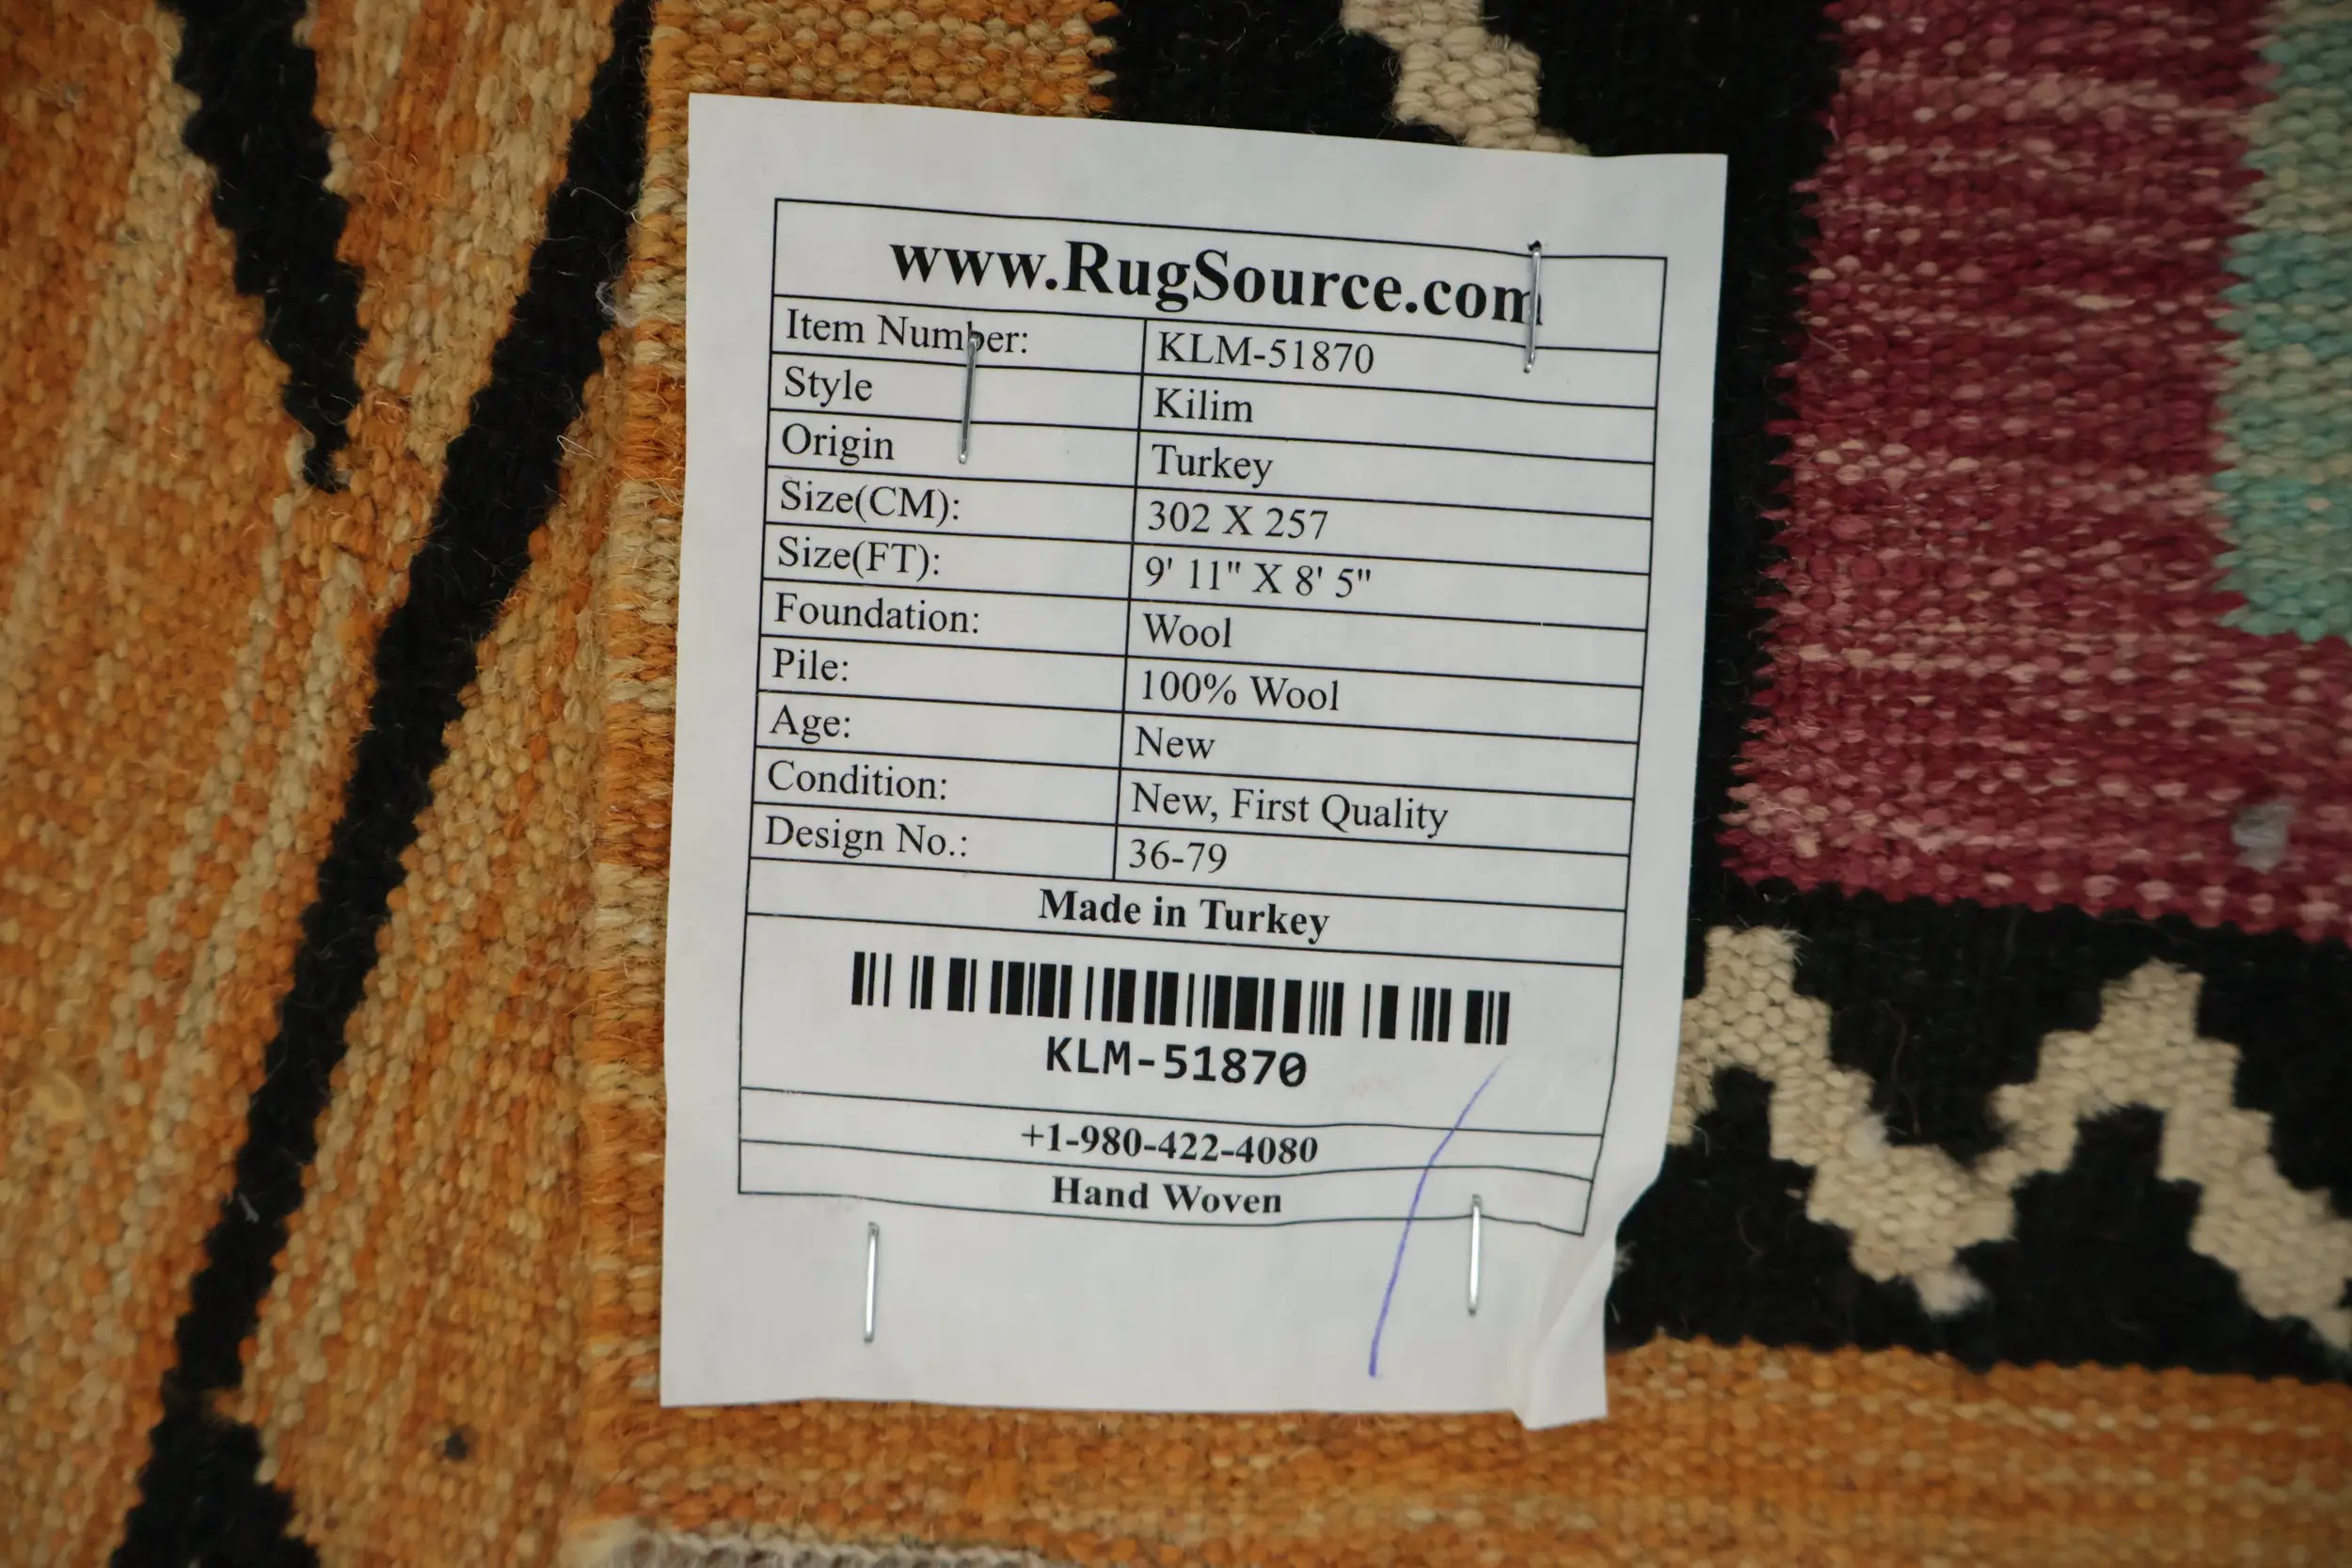 www.RugSource.com
Item Number: KLM-51870
Style Kilim
Origin Turkey
Size(CM): 302 X 257
Size(FT): 9' 11" X 8' 5"
Foundation: Wool
Pile: 100% Wool
Age: New
Condition: New, First Quality
Design No.: 36-79
Made in Turkey
KLM-51870
+1-980-422-4080
Hand Woven